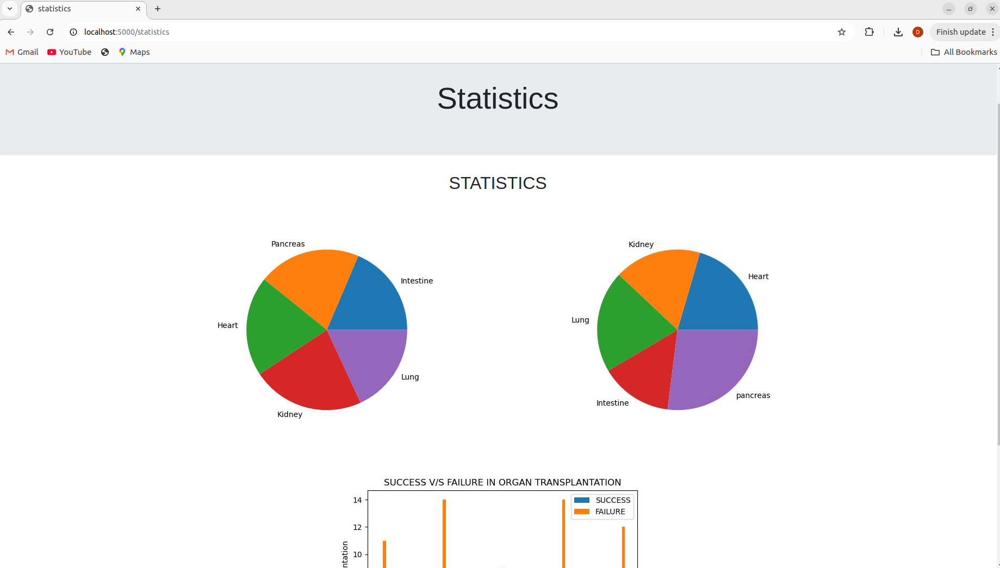 statistics
localhost:5000/statistics
D
Finish update
Gmail
YouTube
Maps
All Bookmarks
Statistics
STATISTICS
Pancreas
Intestine
Heart
Lung
Kidney
Kidney
Heart
Lung
Intestine
pancreas
SUCCESS V/S FAILURE IN ORGAN TRANSPLANTATION
14
SUCCESS
FAILURE
12
10